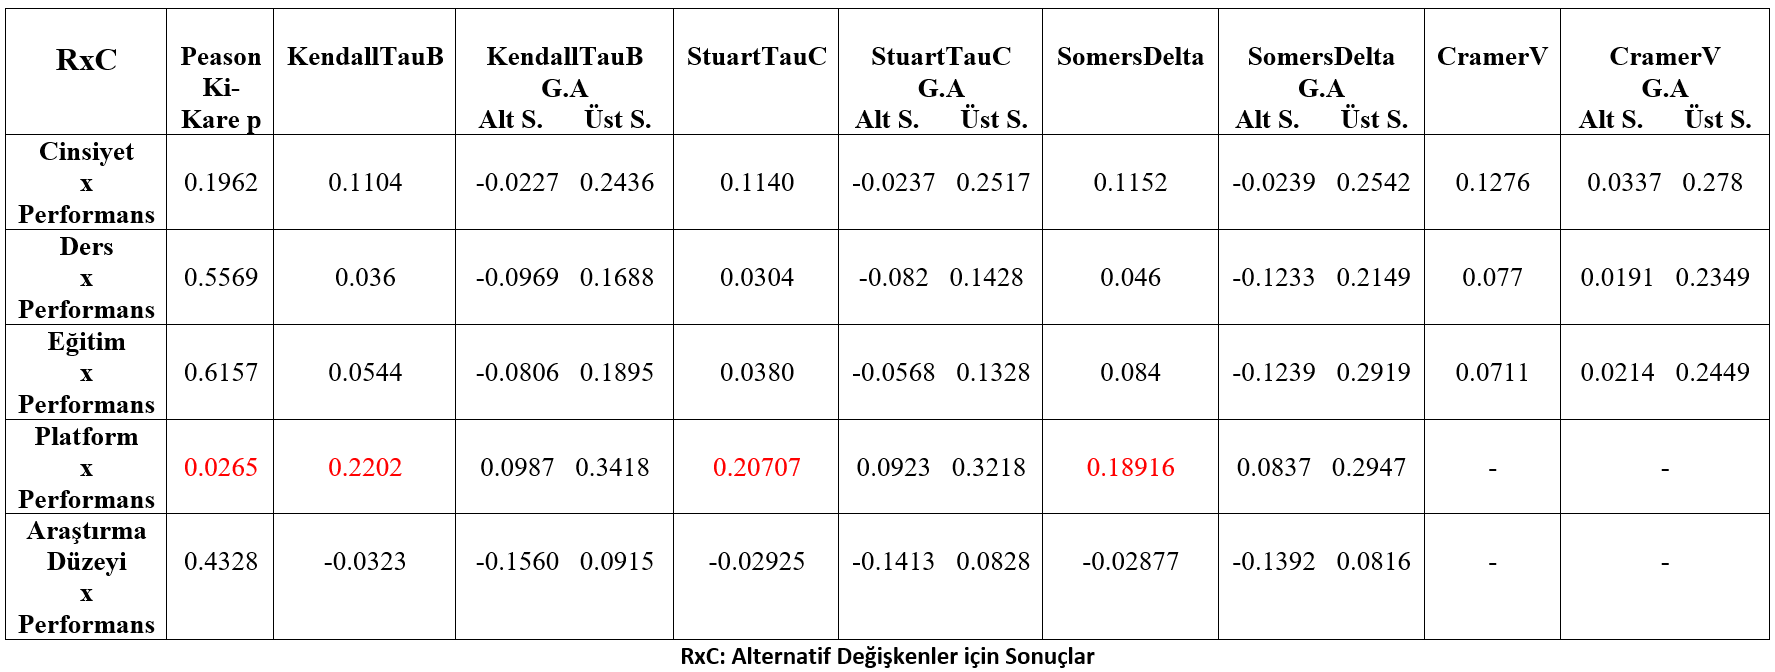 RxC
Peason
Ki-
Kare p
KendallTauB
KendallTauB
G.A
Alt S. Üst S.
StuartTauC
StuartTauC
G.A
Alt S. Üst S.
SomersDelta
SomersDelta
G.A
Alt S. Üst S.
CramerV
CramerV
G.A
Alt S. Üst S.
Cinsiyet
x
Performans
0.1962 0.1104 -0.0227 0.2436 0.1140 -0.0237 0.2517 0.1152 -0.0239 0.2542 0.1276 0.0337 0.278
Ders
x
Performans
0.5569 0.036 -0.0969 0.1688 0.0304 -0.082 0.1428 0.046 -0.1233 0.2149 0.077 0.0191 0.2349
Eğitim
x
Performans
0.6157 0.0544 -0.0806 0.1895 0.0380 -0.0568 0.1328 0.084 -0.1239 0.2919 0.0711 0.0214 0.2449
Platform
x
Performans
0.0265 0.2202 0.0987 0.3418 0.20707 0.0923 0.3218 0.18916 0.0837 0.2947 - -
Araştırma
Düzeyi
x
Performans
0.4328 -0.0323 -0.1560 0.0915 -0.02925 -0.1413 0.0828 -0.02877 -0.1392 0.0816 - -
RxC: Alternatif Değişkenler için Sonuçlar